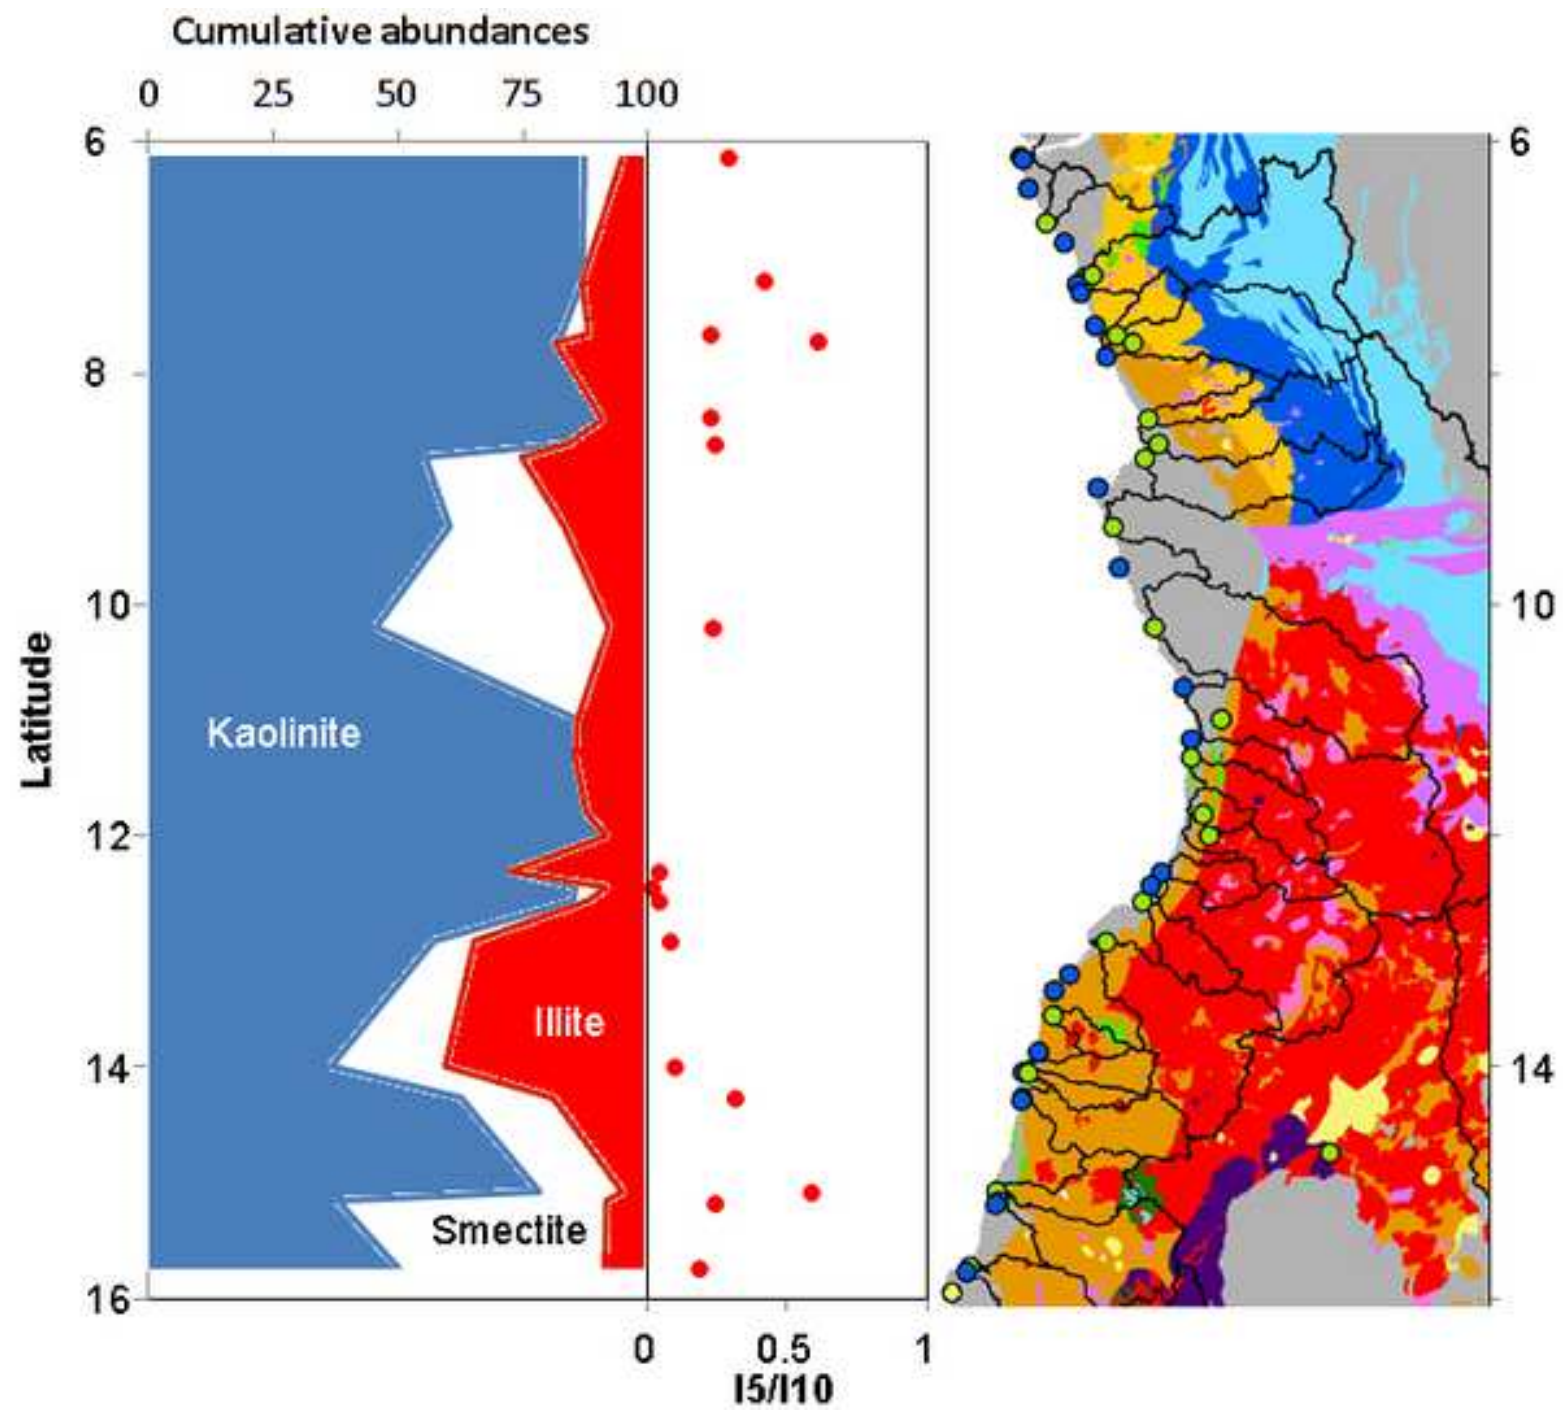 Cumulative abundances
0 25 50 75 100
6 6
8
10 10
Latitude
Kaolinite
12
Illite
14 14
Smectite
16
0 0.5 1
I5/I10